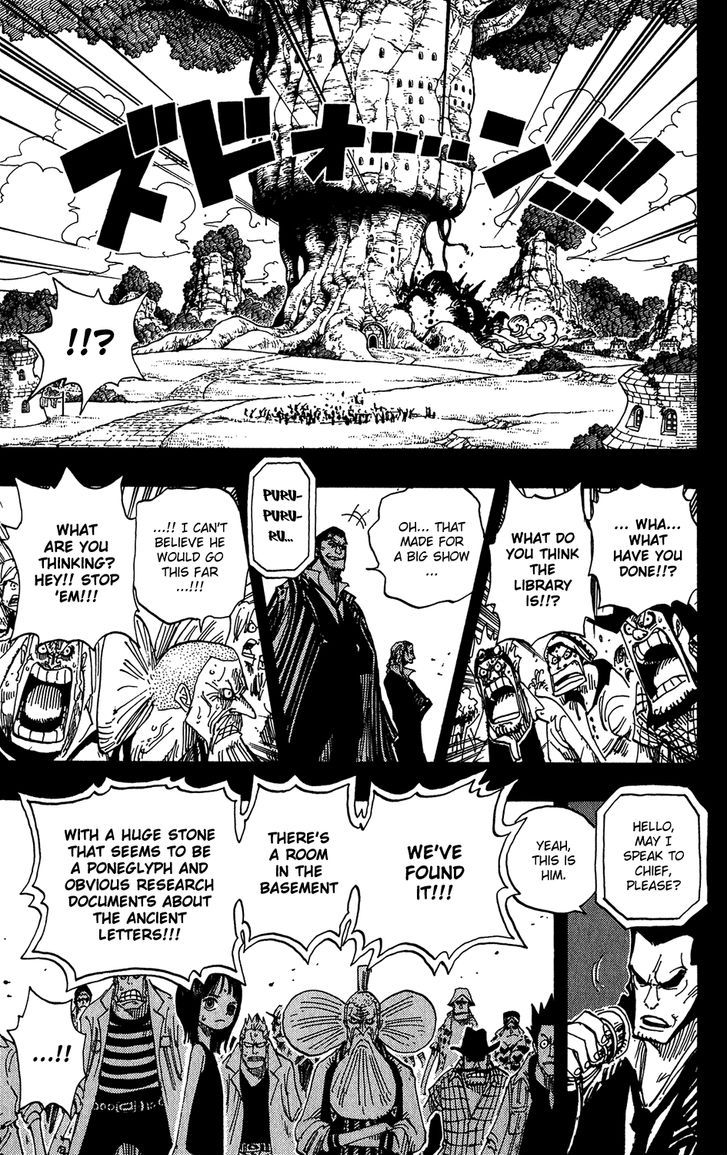 ズドォ……ン!!!
!!?
... WHA...
WHAT
HAVE YOU
DONE!!?
WHAT DO
YOU THINK
THE
LIBRARY
IS!!?
OH... THAT
MADE FOR
A BIG SHOW
...
PURU-
PURU-
RU...
...!! I CAN'T
BELIEVE HE
WOULD GO
THIS FAR
...!!!
WHAT
ARE YOU
THINKING?
HEY!! STOP
'EM!!!
HELLO,
MAY I
SPEAK TO
CHIEF,
PLEASE?
YEAH,
THIS IS
HIM.
WE'VE
FOUND
IT!!!
THERE'S
A ROOM
IN THE
BASEMENT
WITH A HUGE STONE
THAT SEEMS TO BE
A PONEGLYPH AND
OBVIOUS RESEARCH
DOCUMENTS ABOUT
THE ANCIENT
LETTERS!!!
...!!